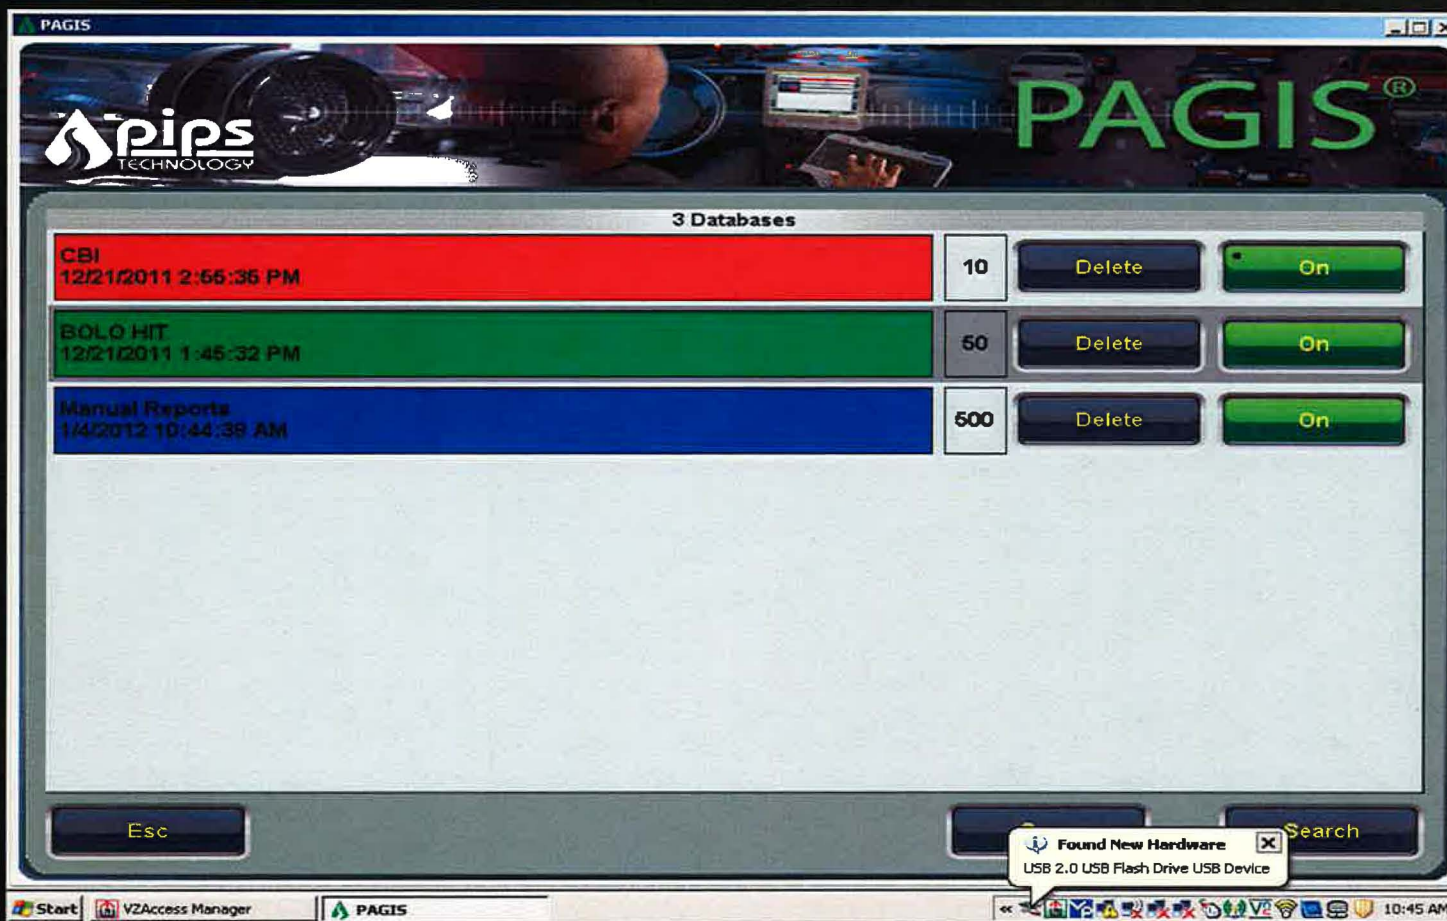 PAGIS
pips
TECHNOLOGY
PAGIS®
3 Databases
CBI
12/21/2011 2:55:35 PM
10
Delete
On
BOLO HIT
12/21/2011 1:45:32 PM
50
Delete
On
Manual Reports
1/4/2012 10:44:39 AM
500
Delete
On
Esc
Search
Found New Hardware
USB 2.0 USB Flash Drive USB Device
Start
VZAccess Manager
PAGIS
10:45 AM